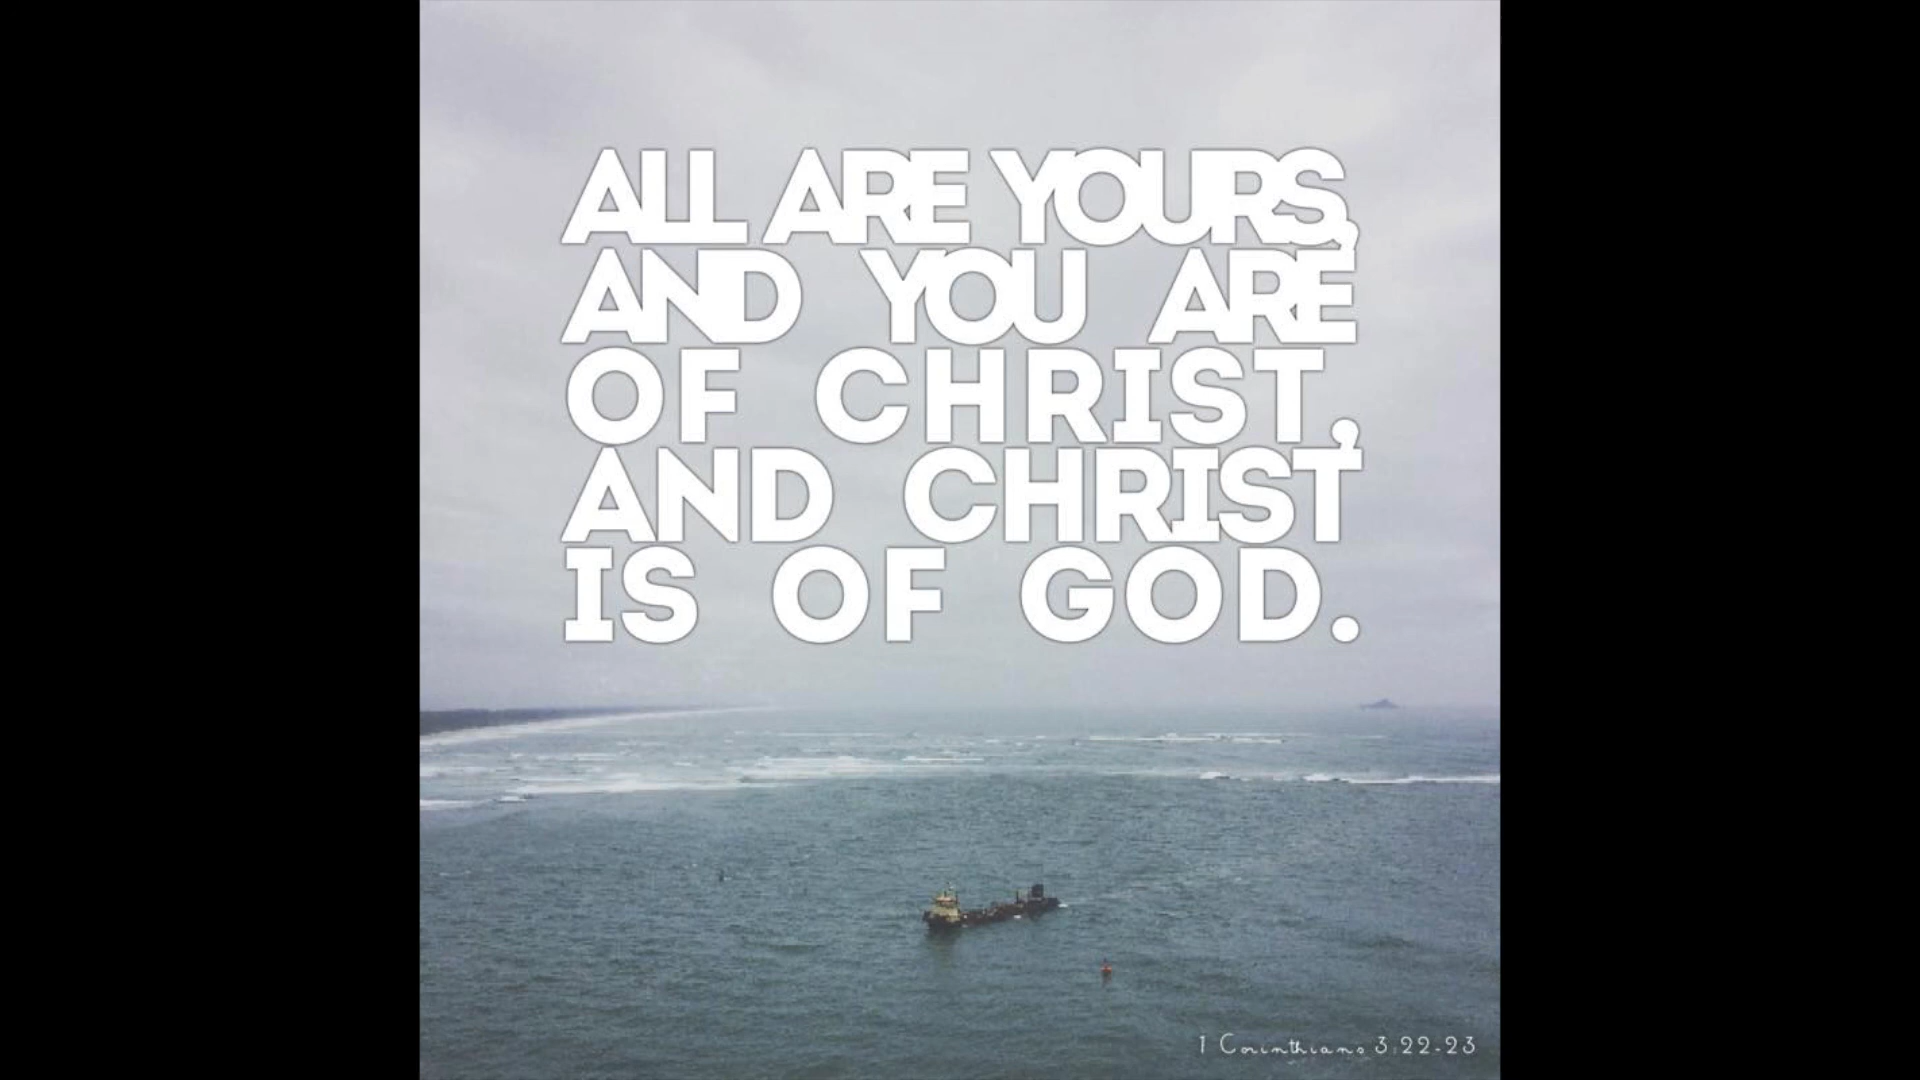 ALL ARE YOURS,
AND YOU ARE
OF CHRIST,
AND CHRIST
IS OF GOD.
1 Corinthians 3:22-23